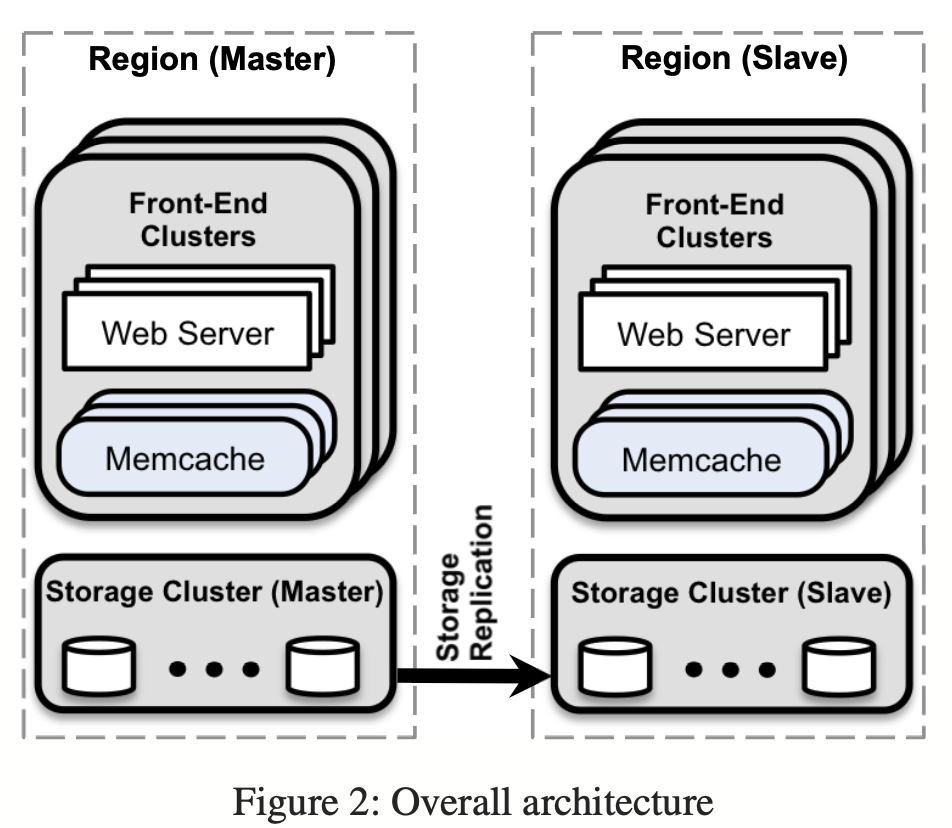 Region (Master)
Front-End
Clusters
Web Server
Memcache
Storage Cluster (Master)
Storage
Replication
Region (Slave)
Front-End
Clusters
Web Server
Memcache
Storage Cluster (Slave)
Figure 2: Overall architecture